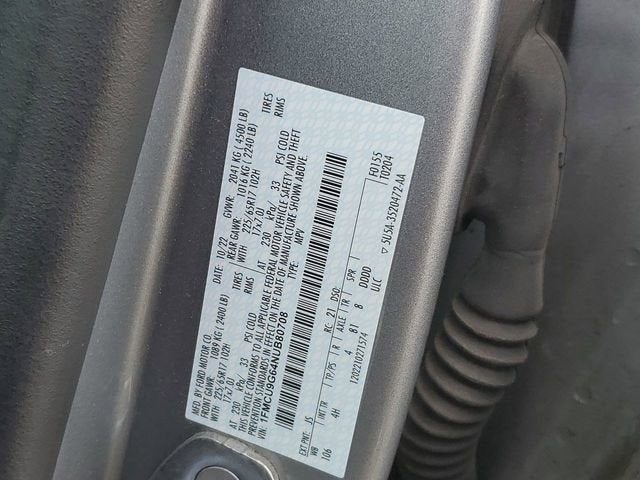 MFD. BY FORD MOTOR CO.
DATE: 10/22 GVWR: 2041 KG ( 4500 LB)
FRONT GAWR: 1089 KG ( 2400 LB) REAR GAWR: 1016 KG ( 2240 LB)
WITH 225/65R17 102H TIRES WITH 225/65R17 102H TIRES
17x7.0J RIMS 17x7.0J RIMS
AT 230 kPa/ 33 PSI COLD AT 230 kPa/ 33 PSI COLD
THIS VEHICLE CONFORMS TO ALL APPLICABLE FEDERAL MOTOR VEHICLE SAFETY AND THEFT
PREVENTION STANDARDS IN EFFECT ON THE DATE OF MANUFACTURE SHOWN ABOVE.
VIN: 1FMCU9G64NUB80708 TYPE: MPV
F0155
T0204
EXT PNT: JS RC: 21 DSO:
WB INT TR TP/PS R AXLE TR SPR
106 4H 4 81 8 DDDD
1202210273574 ULC
▽ 5U5A-3520472-AA